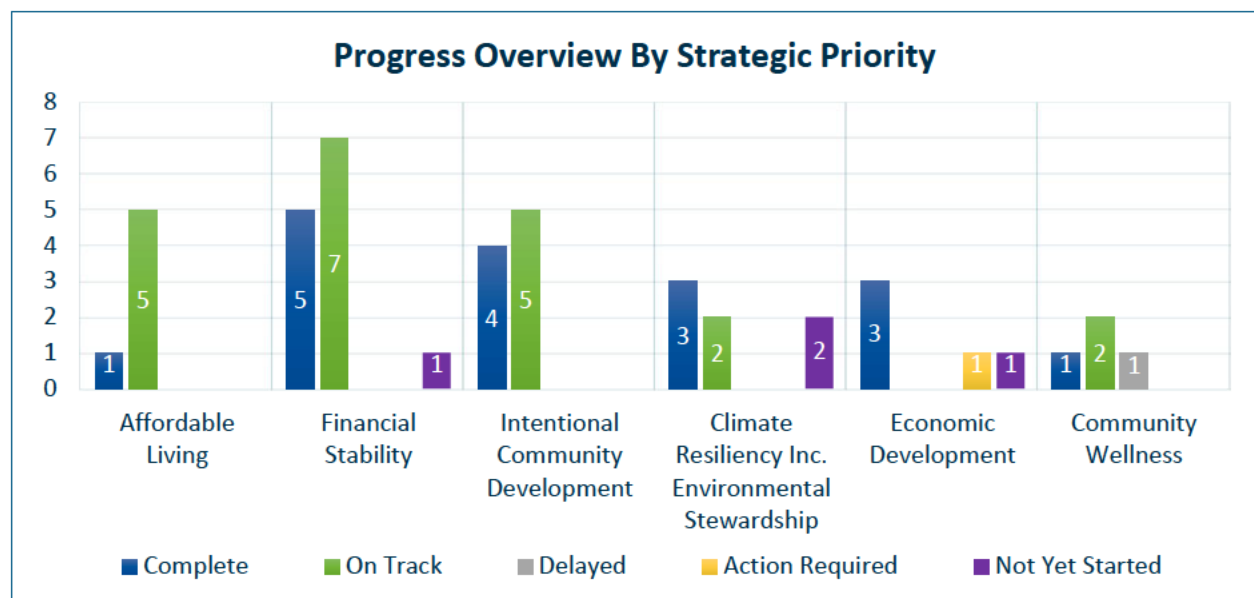 Progress Overview By Strategic Priority
8
7
6
5
4
3
2
1
0
1
5
5
7
1
4
5
3
2
2
3
1
1
1
2
1
Affordable
Living
Financial
Stability
Intentional
Community
Development
Climate
Resiliency Inc.
Environmental
Stewardship
Economic
Development
Community
Wellness
Complete
On Track
Delayed
Action Required
Not Yet Started